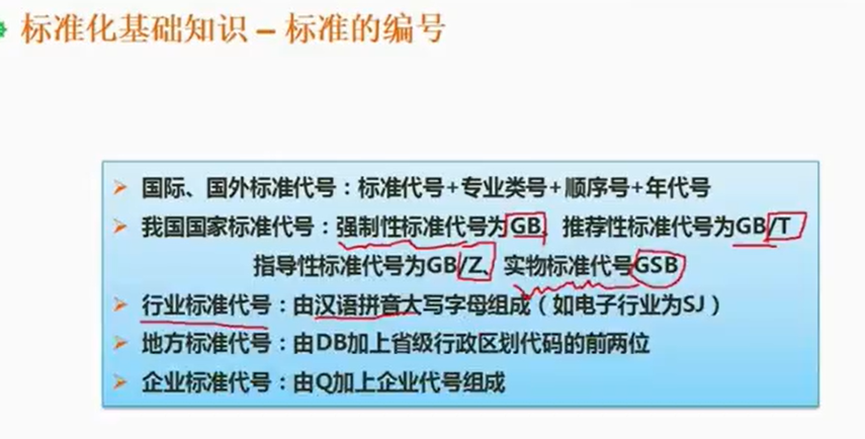 标准化基础知识 – 标准的编号
国际、国外标准代号：标准代号+专业类号+顺序号+年代号
我国国家标准代号：强制性标准代号为GB、推荐性标准代号为GB/T
指导性标准代号为GB/Z、实物标准代号GSB
行业标准代号：由汉语拼音大写字母组成（如电子行业为SJ）
地方标准代号：由DB加上省级行政区划代码的前两位
企业标准代号：由Q加上企业代号组成